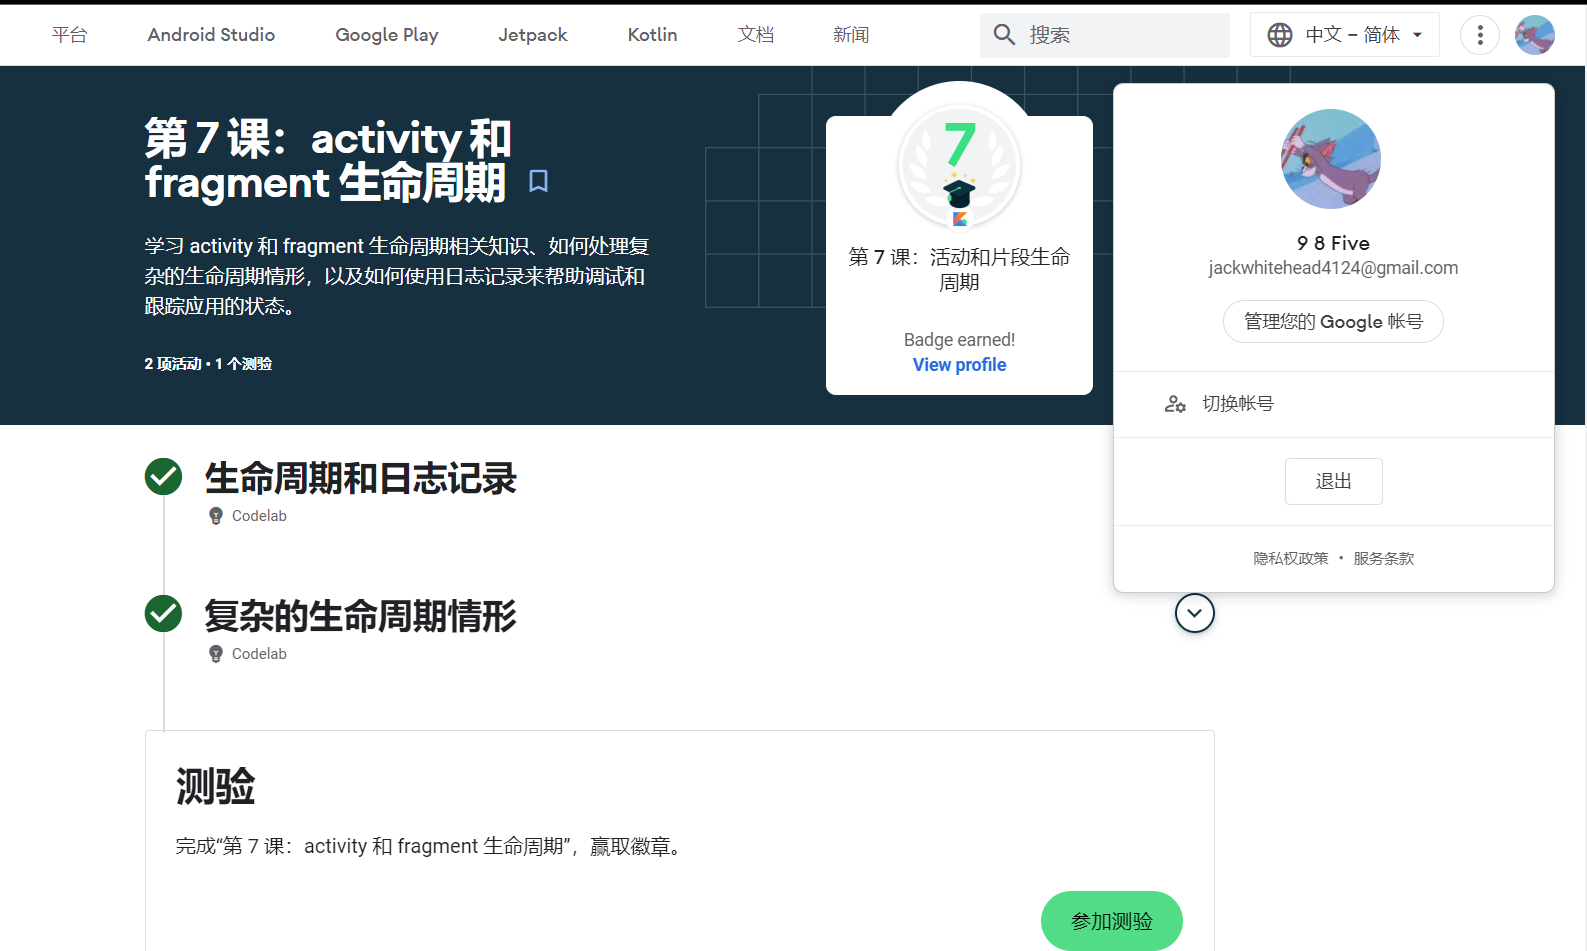 平台
Android Studio
Google Play
Jetpack
Kotlin
文档
新闻
搜索
中文 – 简体
第 7 课：activity 和
fragment 生命周期
学习 activity 和 fragment 生命周期相关知识、如何处理复
杂的生命周期情形，以及如何使用日志记录来帮助调试和
跟踪应用的状态。
2 项活动 • 1 个测验
7
第 7 课：活动和片段生命
周期
Badge earned!
View profile
9 8 Five
jackwhitehead4124@gmail.com
管理您的 Google 帐号
切换帐号
退出
隐私权政策 • 服务条款
生命周期和日志记录
Codelab
复杂的生命周期情形
Codelab
测验
完成“第 7 课：activity 和 fragment 生命周期”，赢取徽章。
参加测验